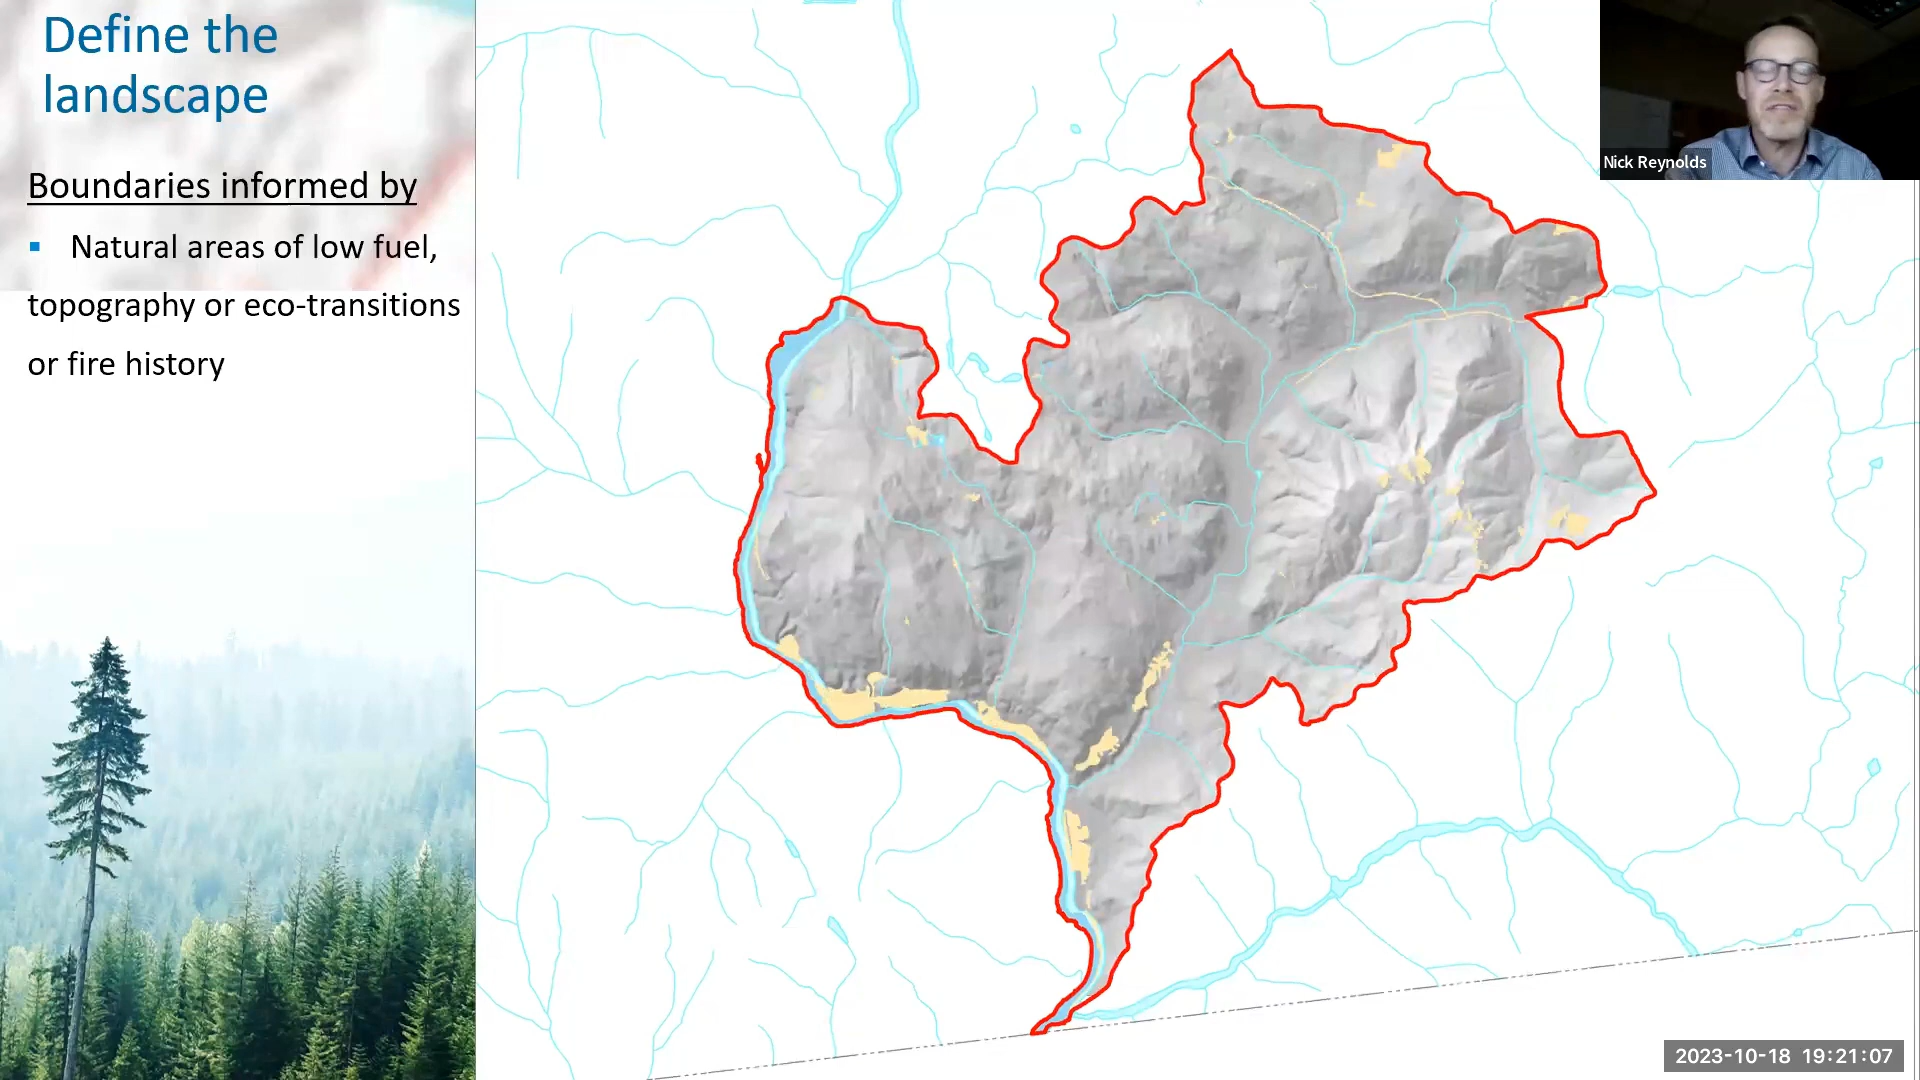 Define the
landscape
Boundaries informed by
▪ Natural areas of low fuel,
topography or eco-transitions
or fire history
Nick Reynolds
2023-10-18 19:21:07